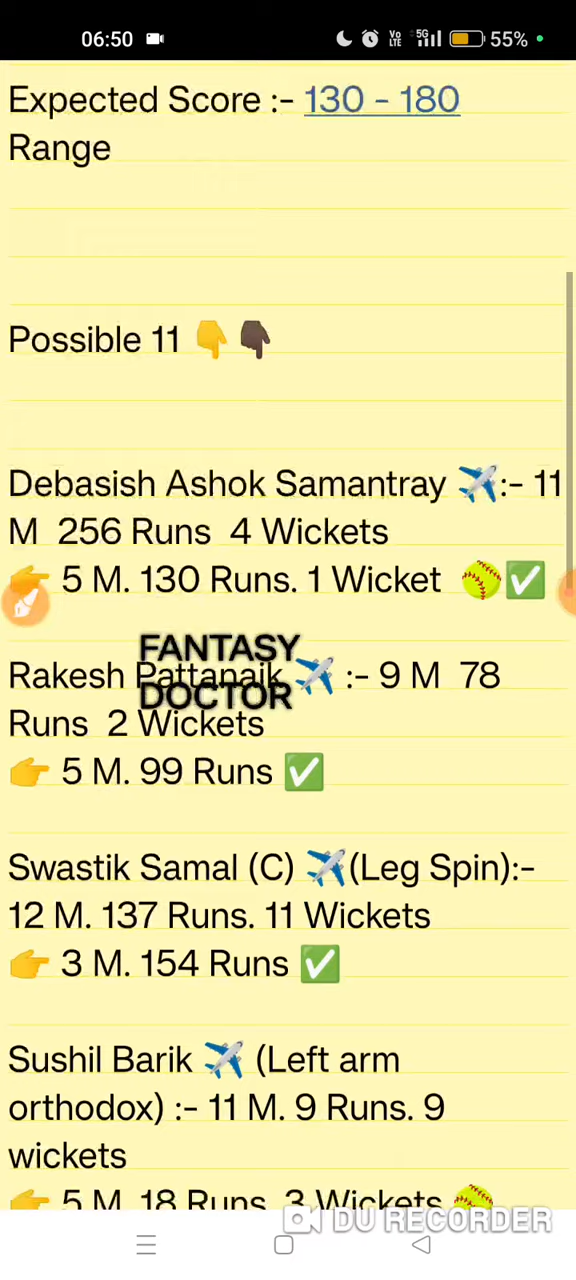 06:50 Vo LTE 5G 55%
Expected Score :- 130 - 180
Range
Possible 11 👇👇🏿
Debasish Ashok Samantray ✈️:- 11
M 256 Runs 4 Wickets
👉 5 M. 130 Runs. 1 Wicket 🥎✅
FANTASY
Rakesh Pattanaik ✈️ :- 9 M 78
DOCTOR
Runs 2 Wickets
👉 5 M. 99 Runs ✅
Swastik Samal (C) ✈️(Leg Spin):-
12 M. 137 Runs. 11 Wickets
👉 3 M. 154 Runs ✅
Sushil Barik ✈️ (Left arm
orthodox) :- 11 M. 9 Runs. 9
wickets
👉 5 M 18 Runs 3 Wickets 🥎
DU RECORDER